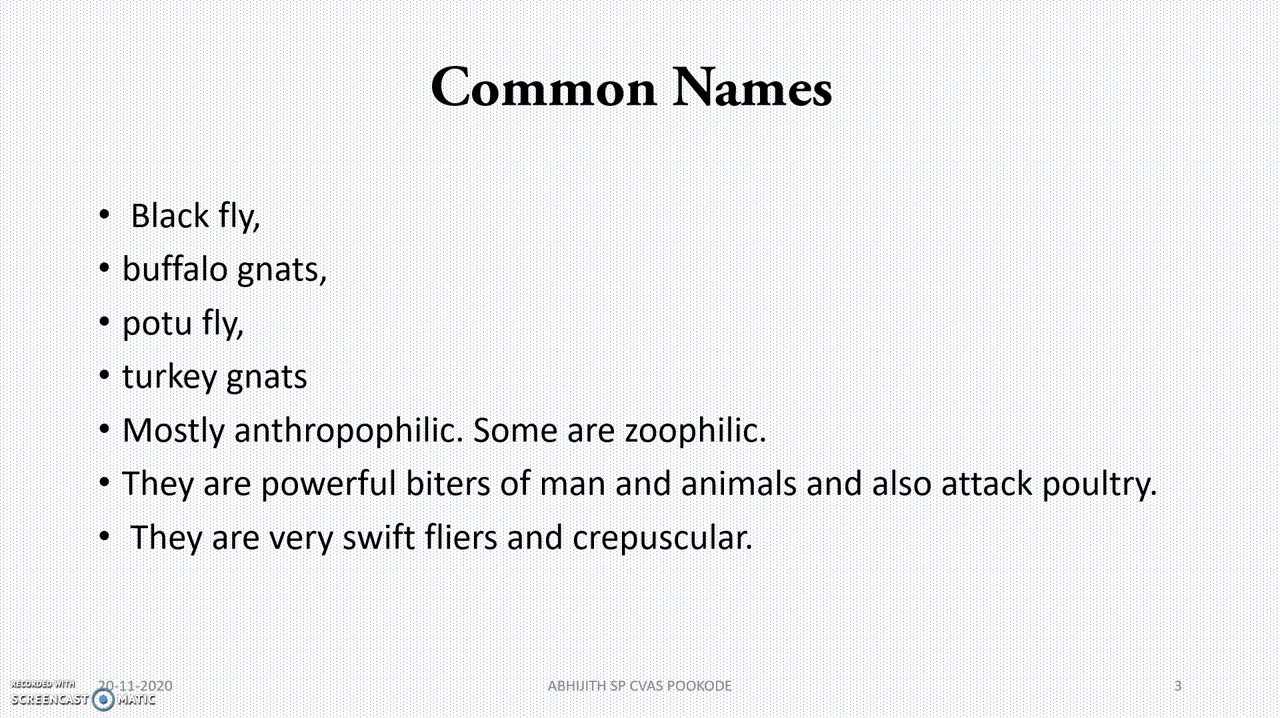 Common Names
• Black fly,
• buffalo gnats,
• potu fly,
• turkey gnats
• Mostly anthropophilic. Some are zoophilic.
• They are powerful biters of man and animals and also attack poultry.
• They are very swift fliers and crepuscular.
RECORDED WITH
SCREENCAST MATIC
20-11-2020
ABHIJITH SP CVAS POOKODE
3